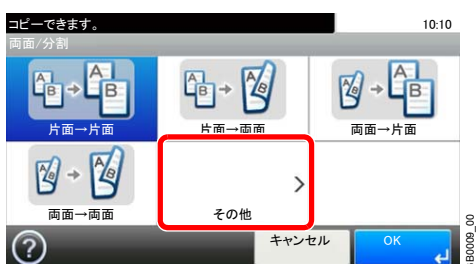 コピーできます。 10:10
両面/分割
片面→片面 片面→両面 両面→片面
両面→両面 その他
キャンセル OK
B0009_00